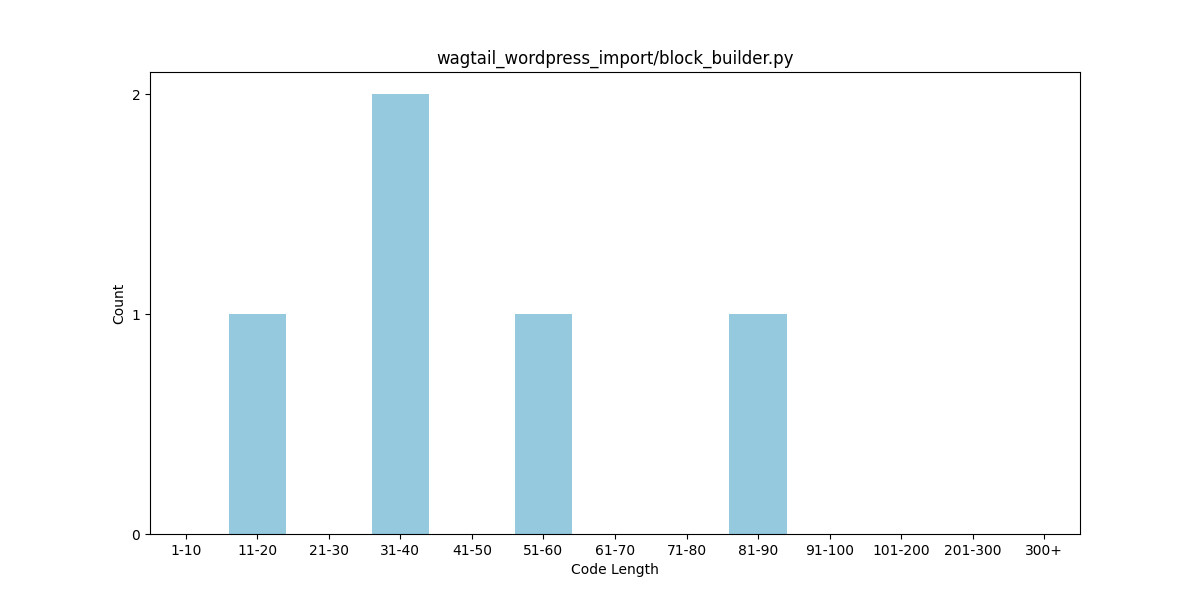 wagtail_wordpress_import/block_builder.py
2
1
0
Count
1-10 11-20 21-30 31-40 41-50 51-60 61-70 71-80 81-90 91-100 101-200 201-300 300+
Code Length